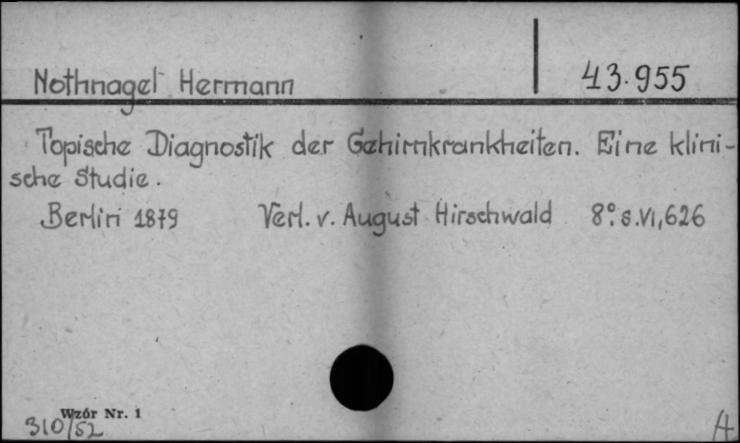 Nothnagel Hermann 43.955
Topische Diagnostik der Gehirnkrankheiten. Eine klini-
sche Studie.
Berlin 1879 Verl. v. August Hirschwald 8º. s.VI,626
Wzór Nr. 1
310/52 A